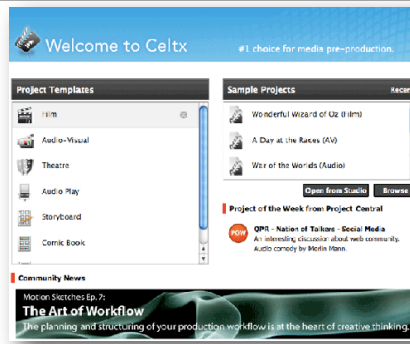 Welcome to Celtx
#1 choice for media pre-production.
Project Templates
Film
Audio-Visual
Theatre
Audio Play
Storyboard
Comic Book
Sample Projects
Recen
Wonderful Wizard of Oz (Film)
A Day at the Races (AV)
War of the Worlds (Audio)
Open from Studio
Browse
Project of the Week from Project Central
POW
QPR - Nation of Talkers - Social Media
An interesting discussion about web community.
Audio comedy by Merlin Mann.
Community News
Motion Sketches Ep. 7:
The Art of Workflow
The planning and structuring of your production workflow is at the heart of creative thinking.